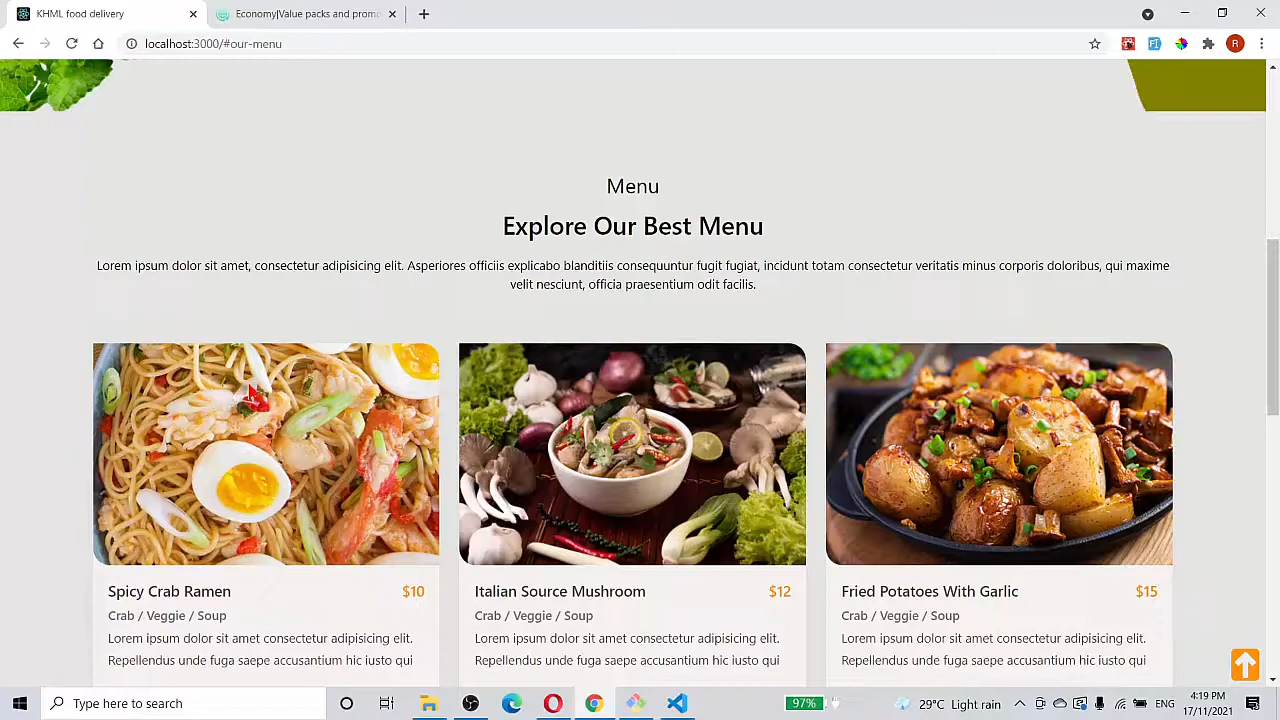 KHML food delivery
Economy|Value packs and prom
localhost:3000/#our-menu
R
Menu
Explore Our Best Menu
Lorem ipsum dolor sit amet, consectetur adipisicing elit. Asperiores officiis explicabo blanditiis consequuntur fugit fugiat, incidunt totam consectetur veritatis minus corporis doloribus, qui maxime
velit nesciunt, officia praesentium odit facilis.
Spicy Crab Ramen $10
Crab / Veggie / Soup
Lorem ipsum dolor sit amet consectetur adipisicing elit.
Repellendus unde fuga saepe accusantium hic iusto qui
Italian Source Mushroom $12
Crab / Veggie / Soup
Lorem ipsum dolor sit amet consectetur adipisicing elit.
Repellendus unde fuga saepe accusantium hic iusto qui
Fried Potatoes With Garlic $15
Crab / Veggie / Soup
Lorem ipsum dolor sit amet consectetur adipisicing elit.
Repellendus unde fuga saepe accusantium hic iusto qui
Type here to search
97%
29°C Light rain
ENG
4:19 PM
17/11/2021